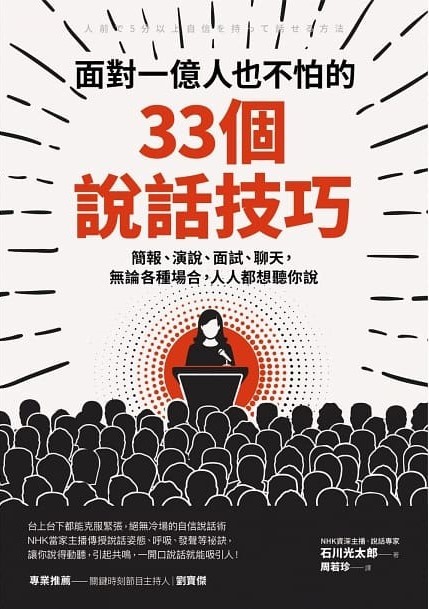 人前で5分以上自信を持って話せる方法
面對一億人也不怕的
33個
說話技巧
簡報、演說、面試、聊天，
無論各種場合，人人都想聽你說
台上台下都能克服緊張，絕無冷場的自信說話術
NHK當家主播傳授說話姿態、呼吸、發聲等祕訣，
讓你說得動聽，引起共鳴，一開口說話就能吸引人！
專業推薦——關鍵時刻節目主持人｜劉寶傑
NHK資深主播・說話專家
石川光太郎——著
周若珍——譯